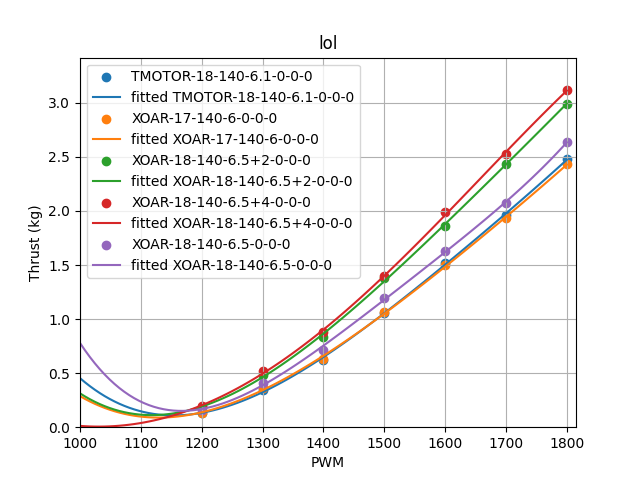 lol
TMOTOR-18-140-6.1-0-0-0
fitted TMOTOR-18-140-6.1-0-0-0
XOAR-17-140-6-0-0-0
fitted XOAR-17-140-6-0-0-0
XOAR-18-140-6.5+2-0-0-0
fitted XOAR-18-140-6.5+2-0-0-0
XOAR-18-140-6.5+4-0-0-0
fitted XOAR-18-140-6.5+4-0-0-0
XOAR-18-140-6.5-0-0-0
fitted XOAR-18-140-6.5-0-0-0
Thrust (kg)
3.0
2.5
2.0
1.5
1.0
0.5
0.0
1000 1100 1200 1300 1400 1500 1600 1700 1800
PWM